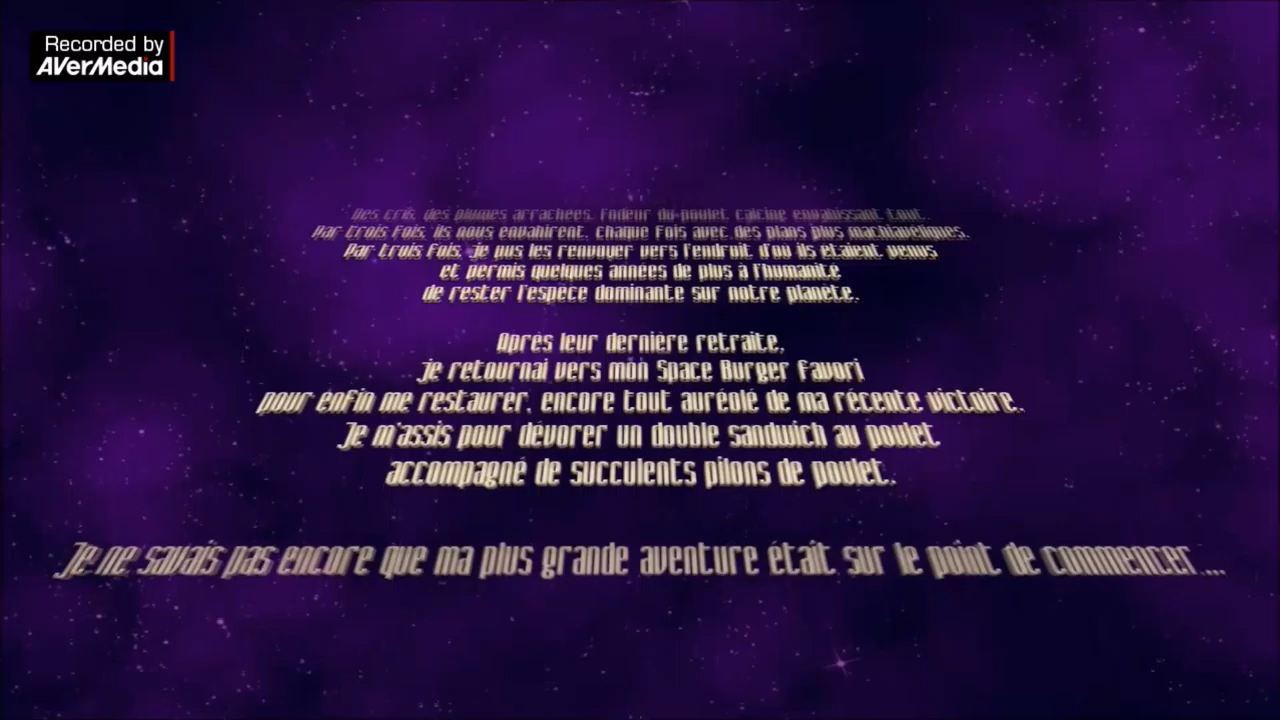 Recorded by
AVerMedia
Des cris, des plumes arrachées, l'odeur du poulet calciné envahissant tout.
Par trois fois, ils nous envahirent, chaque fois avec des plans plus machiavéliques.
Par trois fois, je pus les renvoyer vers l'endroit d'où ils étaient venus
et permis quelques années de plus à l'humanité
de rester l'espèce dominante sur notre planète.
Après leur dernière retraite,
je retournai vers mon Space Burger favori
pour enfin me restaurer, encore tout auréolé de ma récente victoire.
Je m'assis pour dévorer un double sandwich au poulet
accompagné de succulents pilons de poulet.
Je ne savais pas encore que ma plus grande aventure était sur le point de commencer...